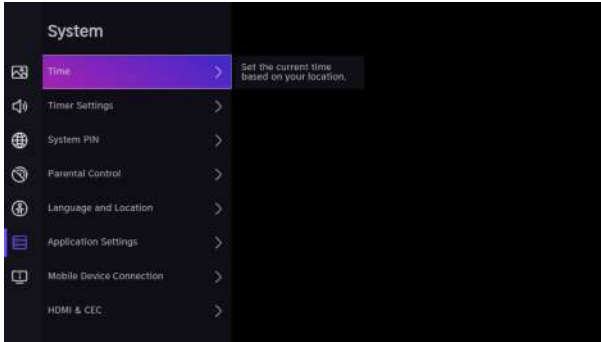 System
Time
Set the current time
based on your location.
Timer Settings
System PIN
Parental Control
Language and Location
Application Settings
Mobile Device Connection
HDMI & CEC